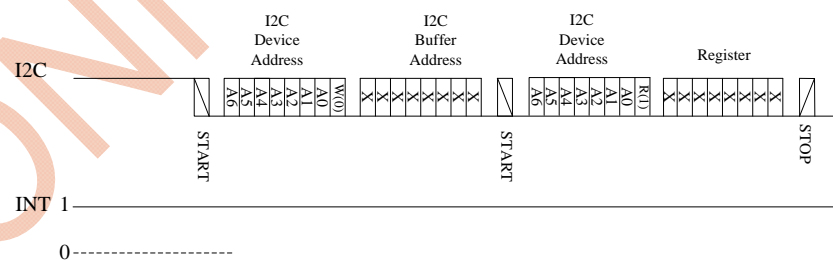 I2C
Device
Address
I2C
Buffer
Address
I2C
Device
Address
Register
I2C
A6 A5 A4 A3 A2 A1 A0 W(0)
X X X X X X X X
A6 A5 A4 A3 A2 A1 A0 R(1)
X X X X X X X X
START
START
STOP
INT 1
0